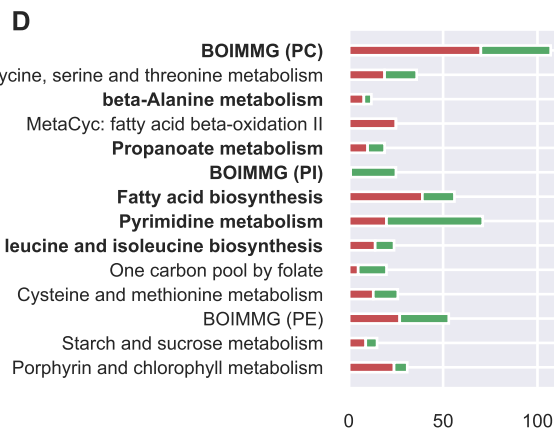 D
BOIMMG (PC)
serine and threonine metabolism
beta-Alanine metabolism
MetaCyc: fatty acid beta-oxidation II
Propanoate metabolism
BOIMMG (PI)
Fatty acid biosynthesis
Pyrimidine metabolism
leucine and isoleucine biosynthesis
One carbon pool by folate
Cysteine and methionine metabolism
BOIMMG (PE)
Starch and sucrose metabolism
Porphyrin and chlorophyll metabolism
0 50 100